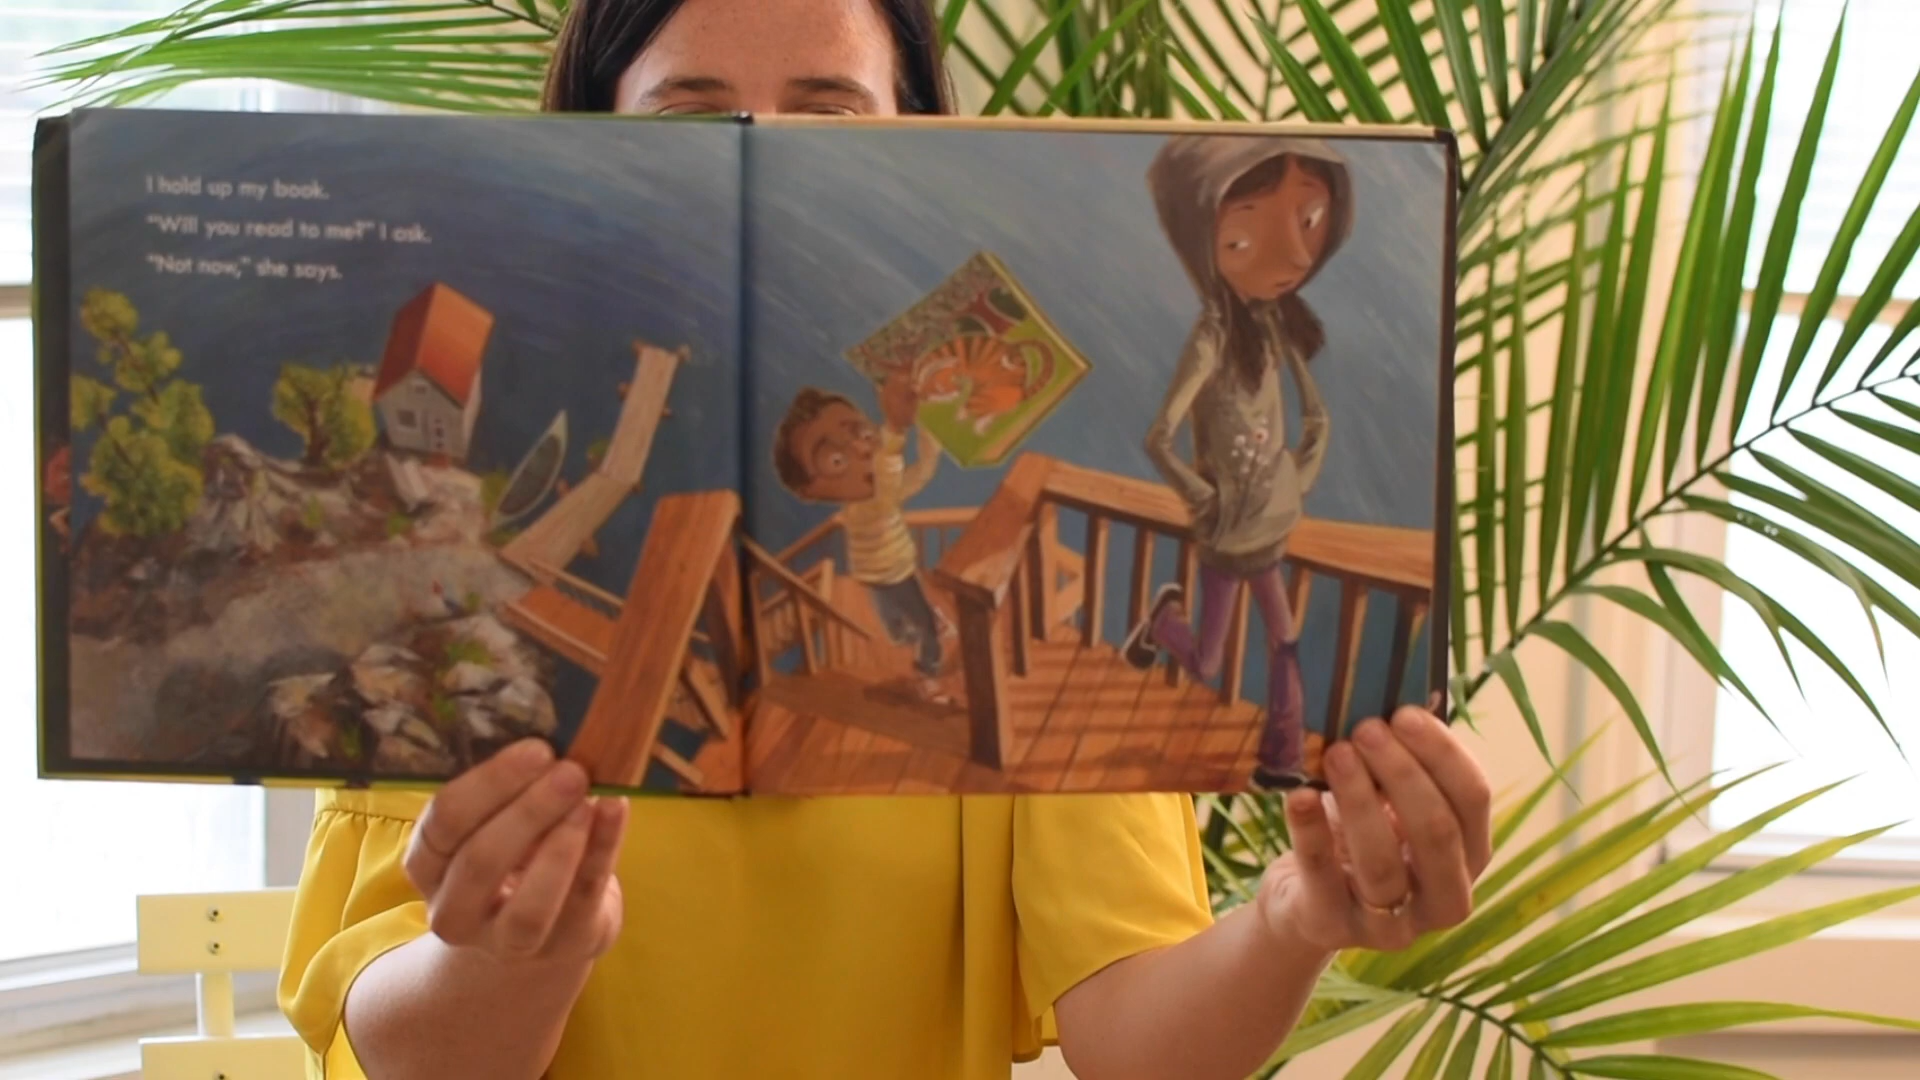 I hold up my book.
"Will you read to me?" I ask.
"Not now," she says.